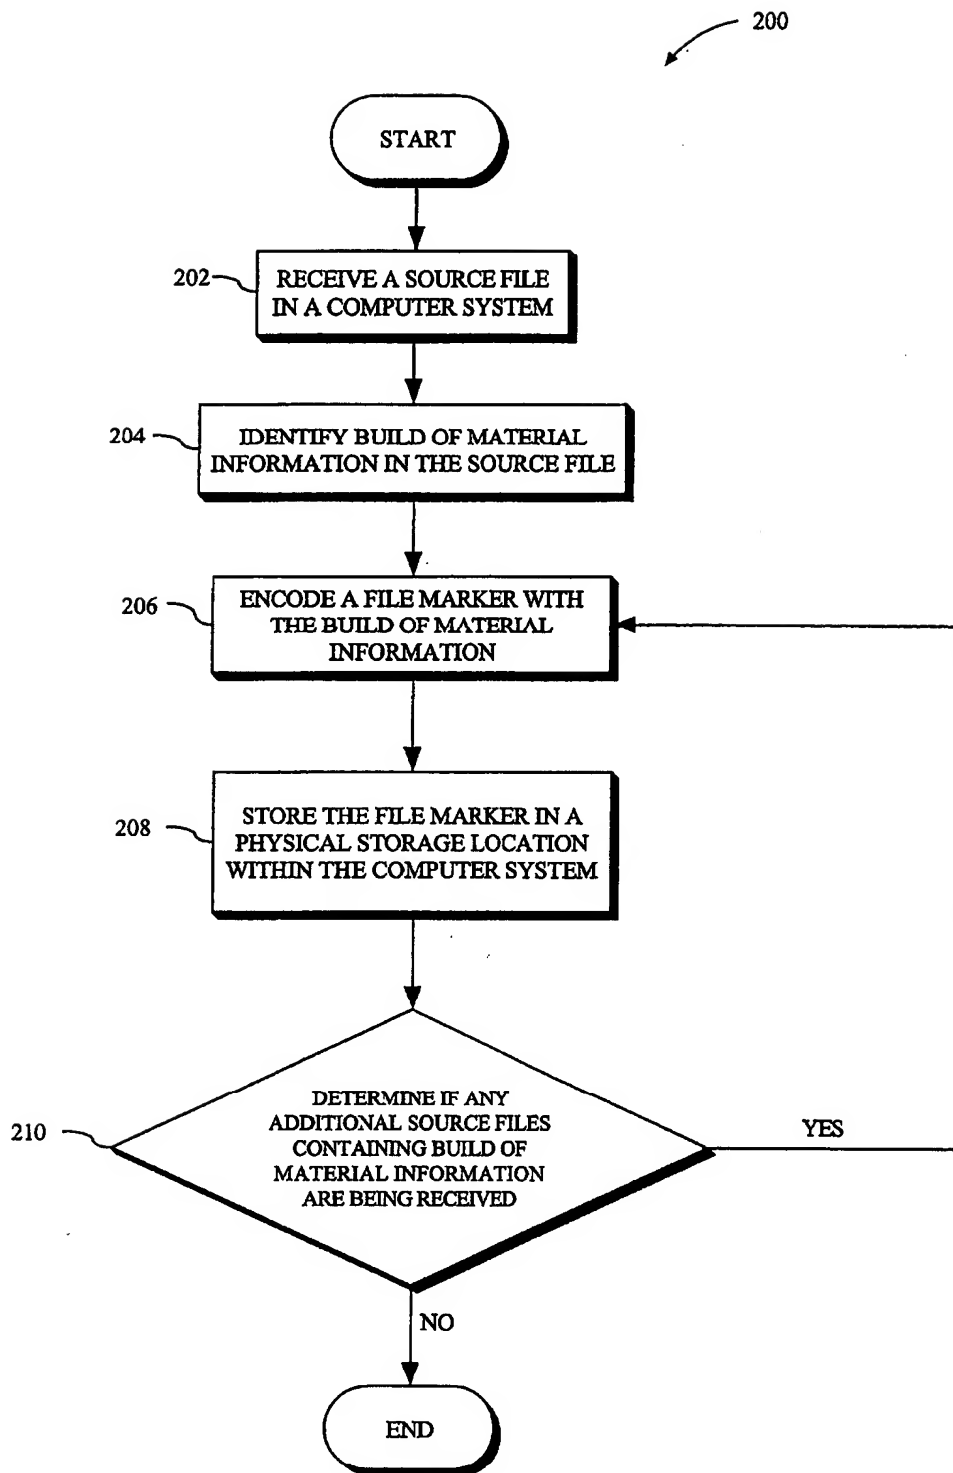 200
START
202
RECEIVE A SOURCE FILE
IN A COMPUTER SYSTEM
204
IDENTIFY BUILD OF MATERIAL
INFORMATION IN THE SOURCE FILE
206
ENCODE A FILE MARKER WITH
THE BUILD OF MATERIAL
INFORMATION
208
STORE THE FILE MARKER IN A
PHYSICAL STORAGE LOCATION
WITHIN THE COMPUTER SYSTEM
210
DETERMINE IF ANY
ADDITIONAL SOURCE FILES
CONTAINING BUILD OF
MATERIAL INFORMATION
ARE BEING RECEIVED
YES
NO
END